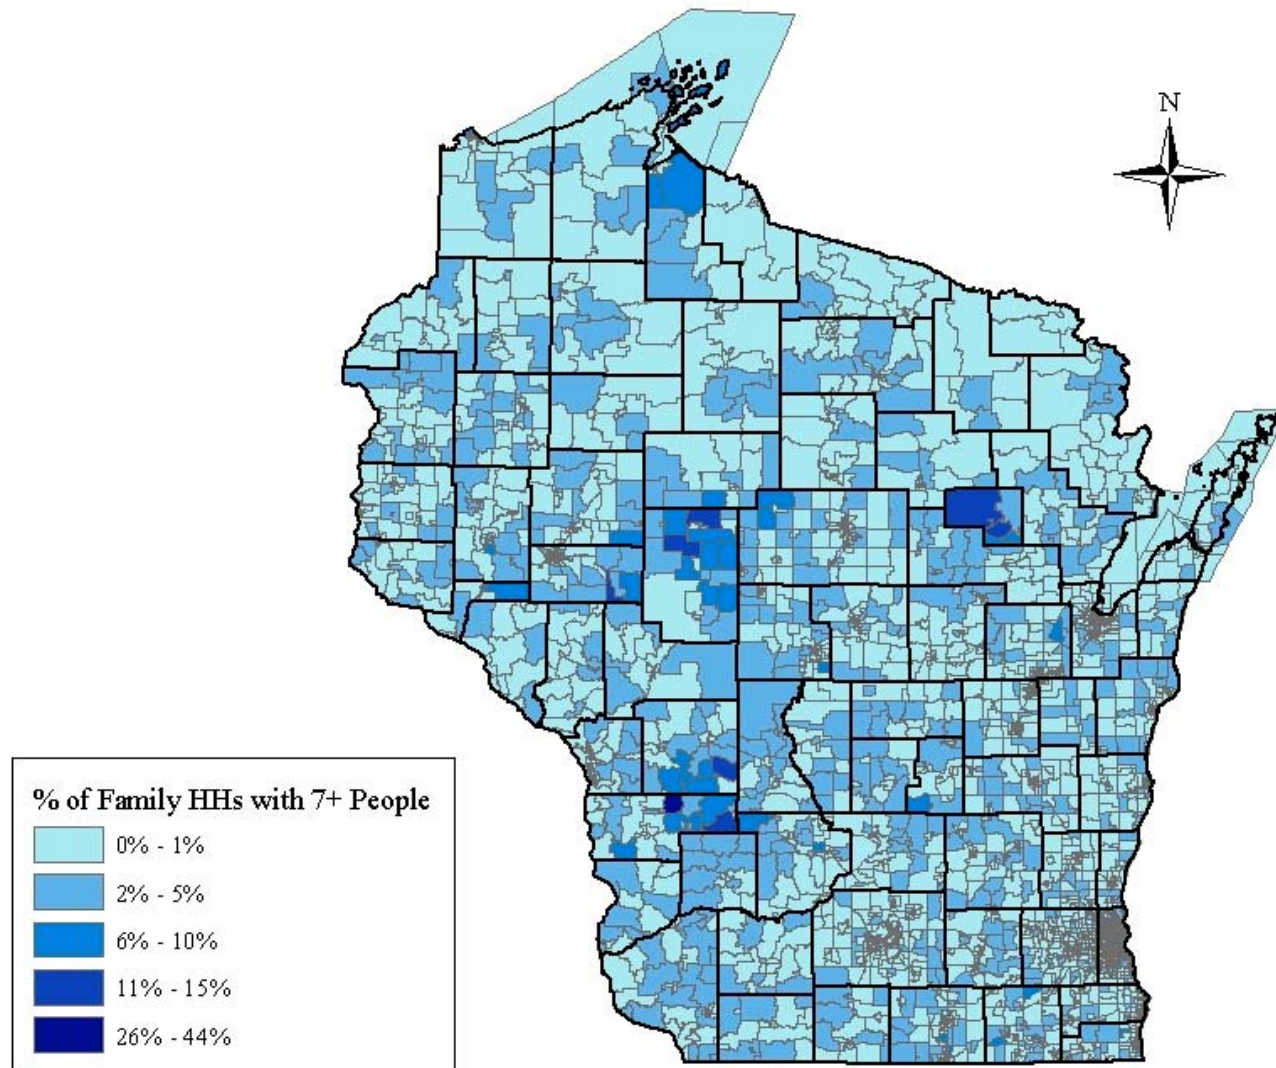 N
% of Family HHs with 7+ People
0% - 1%
2% - 5%
6% - 10%
11% - 15%
26% - 44%